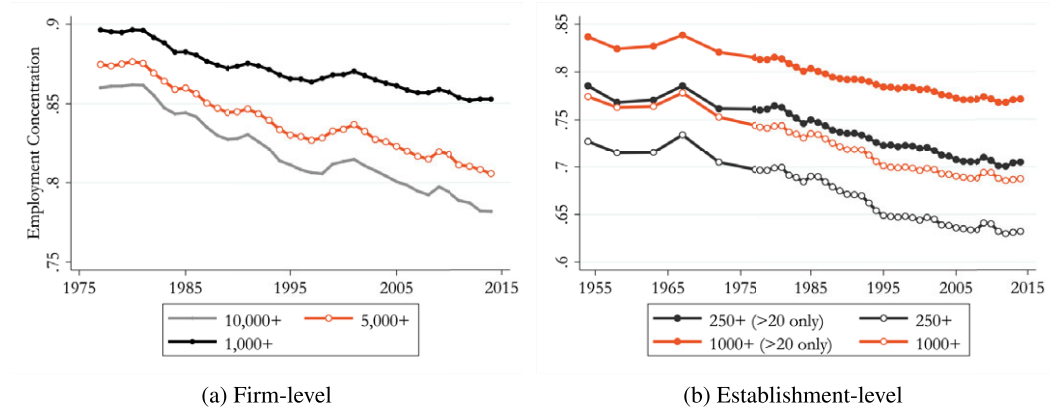 Employment Concentration
.9
.85
.8
.75
1975 1985 1995 2005 2015
10,000+ 5,000+
1,000+
(a) Firm-level
.85
.8
.75
.7
.65
.6
1955 1965 1975 1985 1995 2005 2015
250+ (>20 only) 250+
1000+ (>20 only) 1000+
(b) Establishment-level